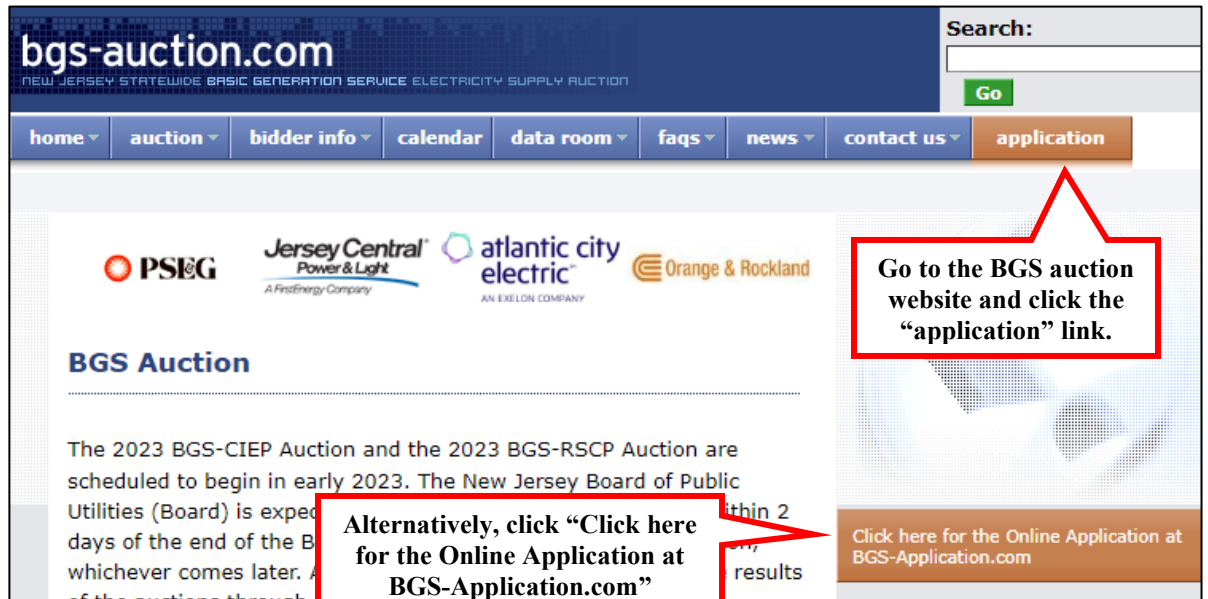 bgs-auction.com
NEW JERSEY STATEWIDE BASIC GENERATION SERVICE ELECTRICITY SUPPLY AUCTION
Search:
Go
home
auction
bidder info
calendar
data room
faqs
news
contact us
application
PSEG
Jersey Central
Power & Light
A FirstEnergy Company
atlantic city
electric
AN EXELON COMPANY
Orange & Rockland
Go to the BGS auction
website and click the
“application” link.
BGS Auction
The 2023 BGS-CIEP Auction and the 2023 BGS-RSCP Auction are
scheduled to begin in early 2023. The New Jersey Board of Public
Utilities (Board) is expec ithin 2
days of the end of the B on,
whichever comes later. A results
of the auctions through
Alternatively, click “Click here
for the Online Application at
BGS-Application.com”
Click here for the Online Application at
BGS-Application.com